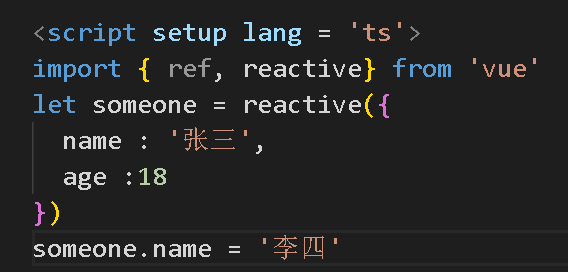 <script setup lang = 'ts'>
import { ref, reactive} from 'vue'
let someone = reactive({
  name : '张三',
  age :18
})
someone.name = '李四'